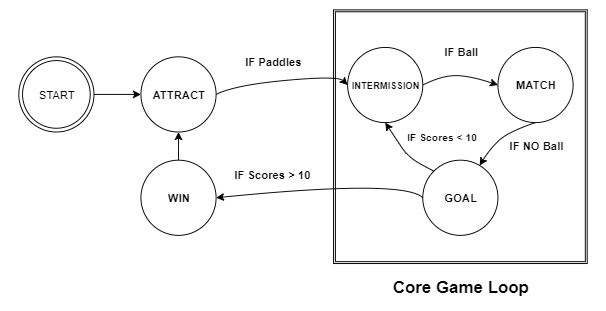 IF Paddles
IF Ball
START
ATTRACT
INTERMISSION
MATCH
IF Scores < 10
IF NO Ball
IF Scores > 10
WIN
GOAL
Core Game Loop